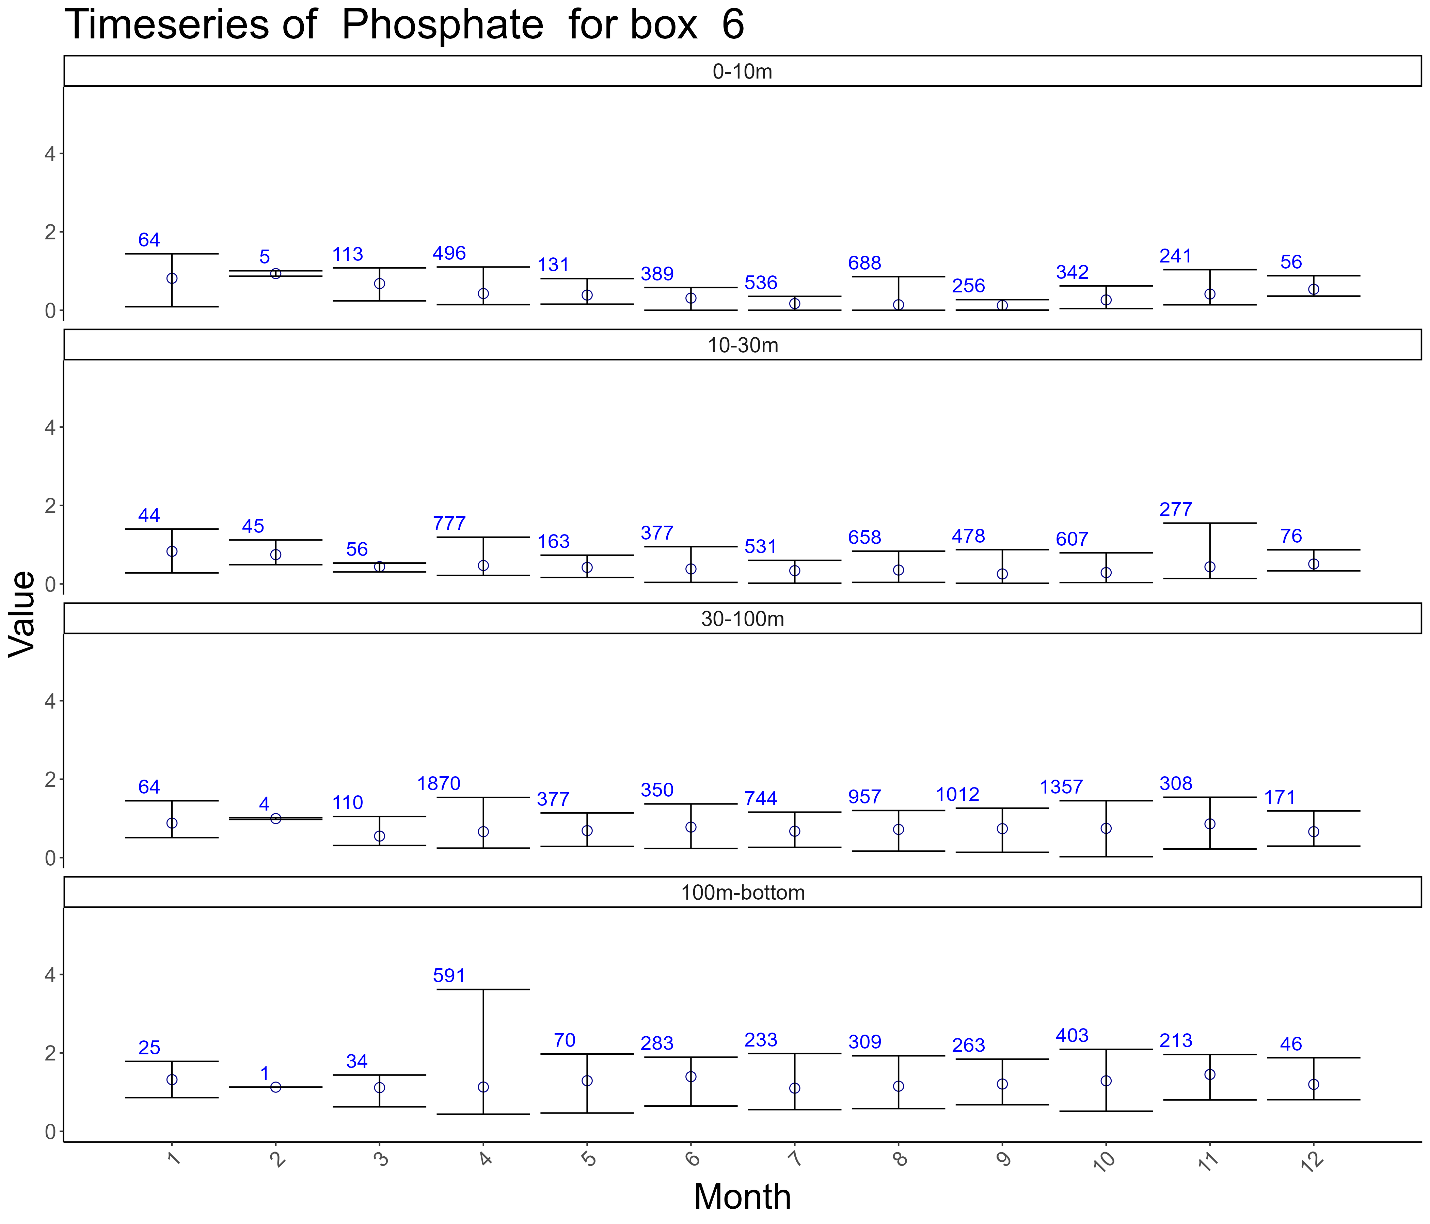 Timeseries of  Phosphate  for box  6
0-10m
4
2
0
64 5 113 496 131 389 536 688 256 342 241 56
10-30m
4
2
0
44 45 56 777 163 377 531 658 478 607 277 76
Value
30-100m
4
2
0
64 4 110 1870 377 350 744 957 1012 1357 308 171
100m-bottom
4
2
0
25 1 34 591 70 283 233 309 263 403 213 46
1 2 3 4 5 6 7 8 9 10 11 12
Month